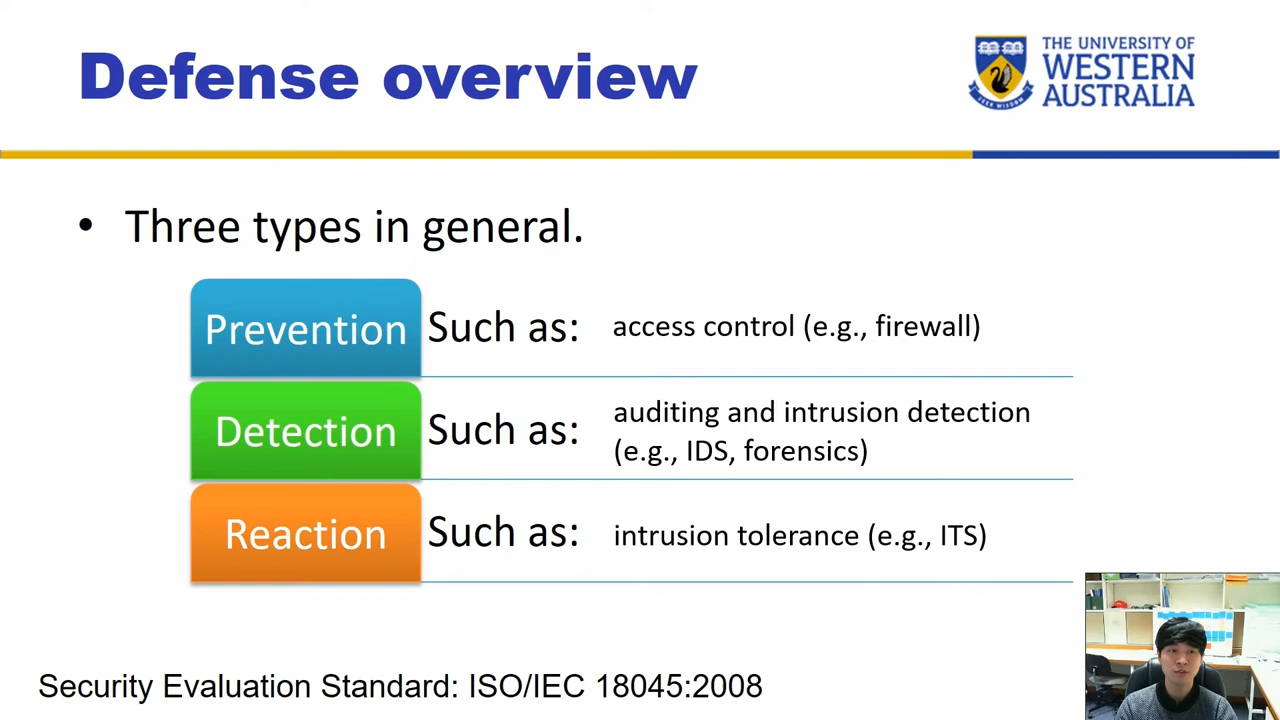 Defense overview
THE UNIVERSITY OF
WESTERN
AUSTRALIA
SEEK WISDOM
• Three types in general.
Prevention Such as: access control (e.g., firewall)
Detection Such as: auditing and intrusion detection
(e.g., IDS, forensics)
Reaction Such as: intrusion tolerance (e.g., ITS)
Security Evaluation Standard: ISO/IEC 18045:2008